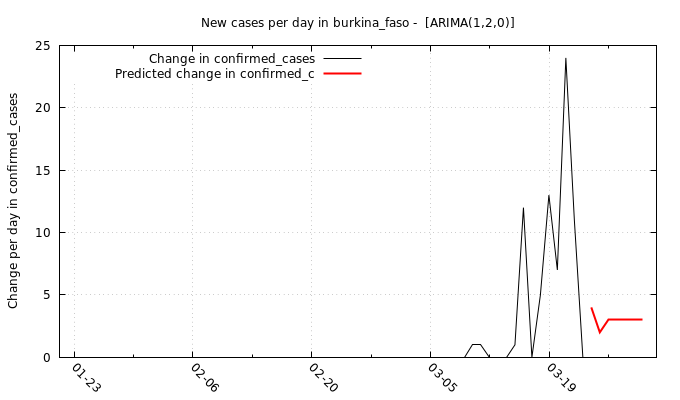 New cases per day in burkina_faso -  [ARIMA(1,2,0)]
Change in confirmed_cases
Predicted change in confirmed_c
Change per day in confirmed_cases
25
20
15
10
5
0
01-23
02-06
02-20
03-05
03-19